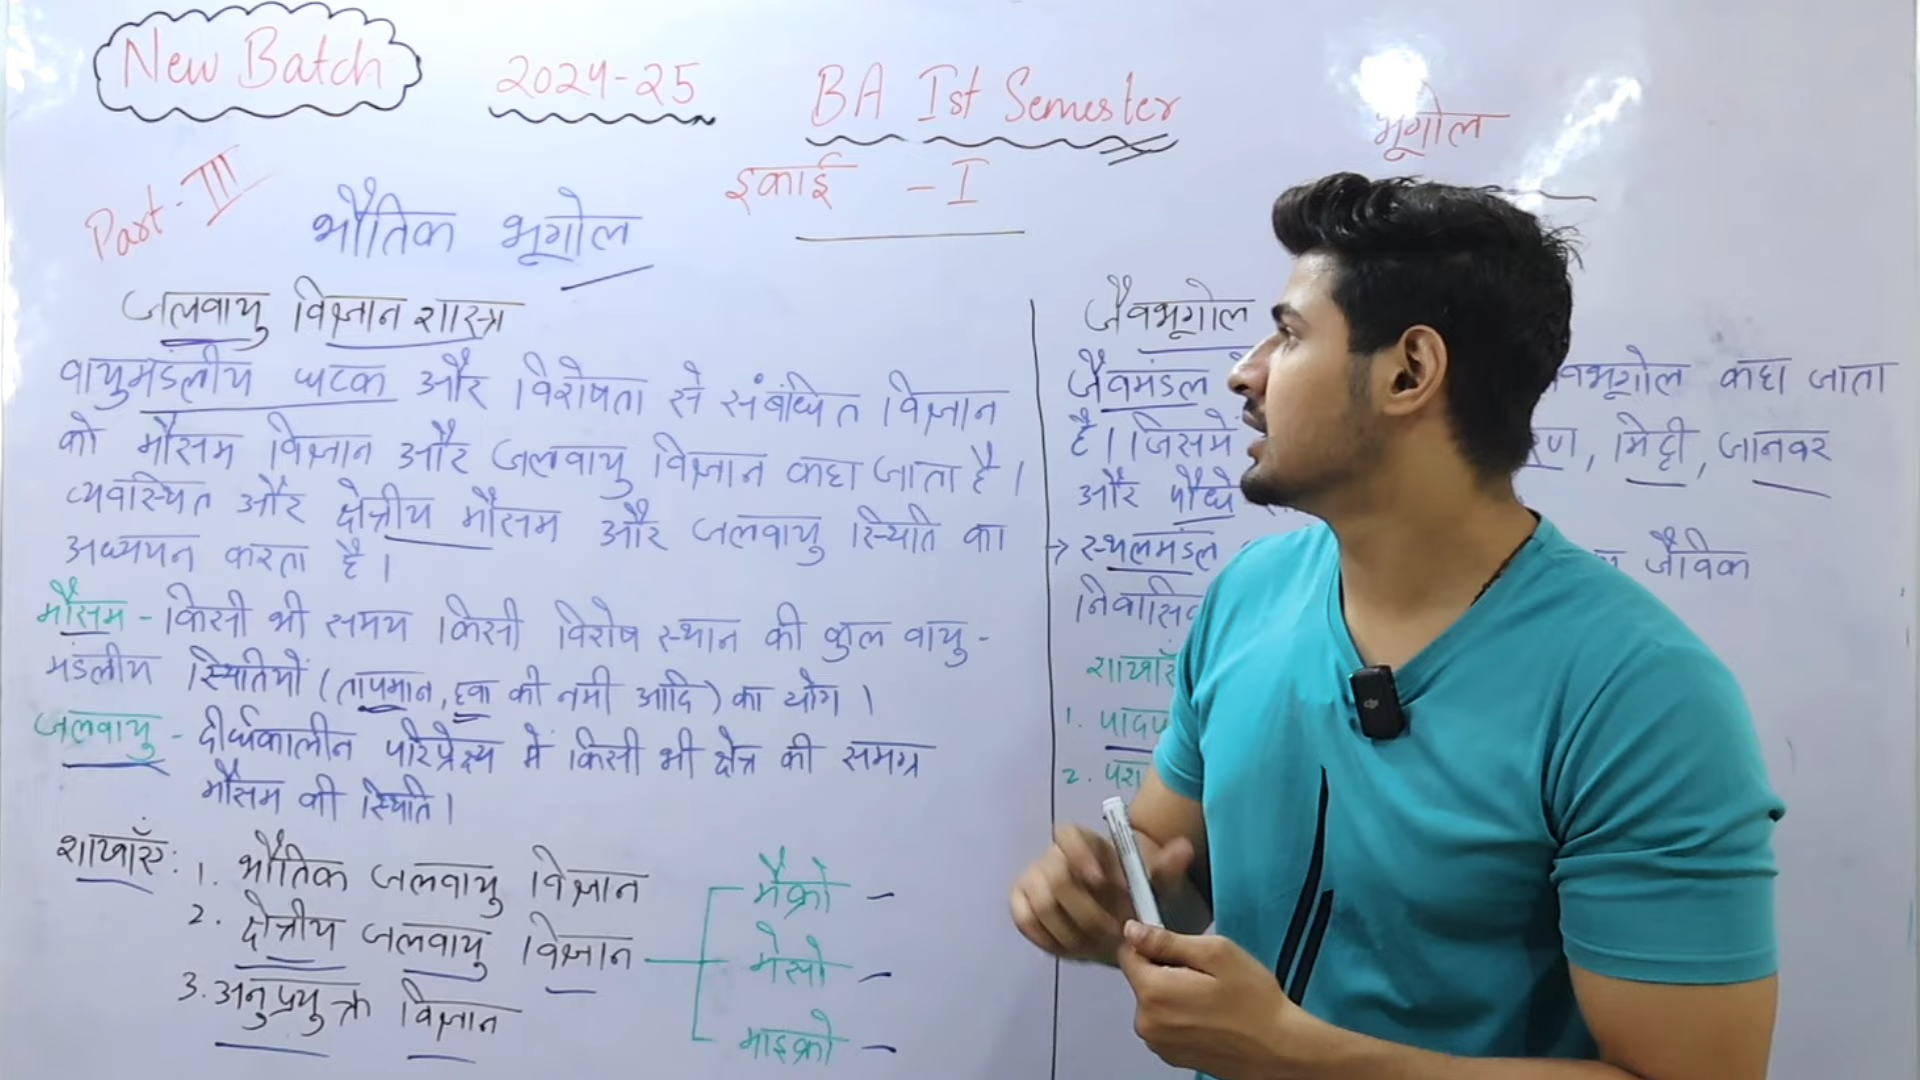 New Batch 2024-25 BA Ist Semester
भूगोल
Part-III
इकाई - I
भौतिक भूगोल
जलवायु विज्ञान शास्त्र
वायुमंडलीय घटक और विशेषता से संबंधित विज्ञान
को मौसम विज्ञान और जलवायु विज्ञान कहा जाता है।
व्यवस्थित और क्षेत्रीय मौसम और जलवायु स्थिति का
अध्ययन करता है।
मौसम - किसी भी समय किसी विशेष स्थान की कुल वायु-
मंडलीय स्थितियों (तापमान, हवा की नमी आदि) का योग।
जलवायु - दीर्घकालीन परिप्रेक्ष्य में किसी भी क्षेत्र की समग्र
मौसम की स्थिति।
शाखाएँ: 1. भौतिक जलवायु विज्ञान
2. क्षेत्रीय जलवायु विज्ञान
3. अनुप्रयुक्त विज्ञान
मैक्रो -
मेसो -
माइक्रो -
जैवभूगोल
जैवमंडल भूगोल कहा जाता
है। जिसमें मिट्टी, जानवर
और पौधे
→ स्थलमंडल जैविक
1.
2.